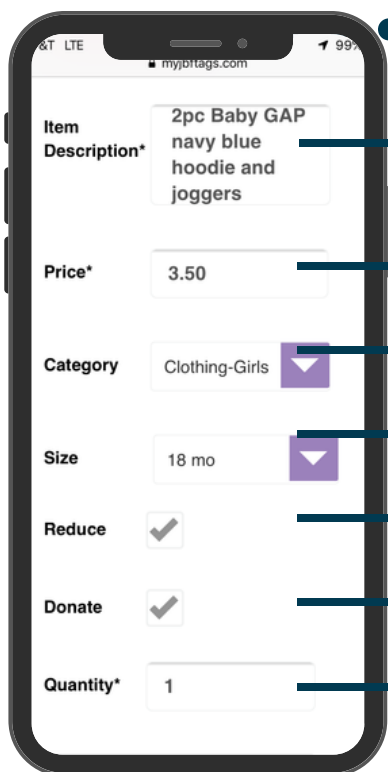 &T LTE 99%
myjbftags.com
Item
Description*
2pc Baby GAP
navy blue
hoodie and
joggers
Price*
3.50
Category
Clothing-Girls
Size
18 mo
Reduce
Donate
Quantity*
1